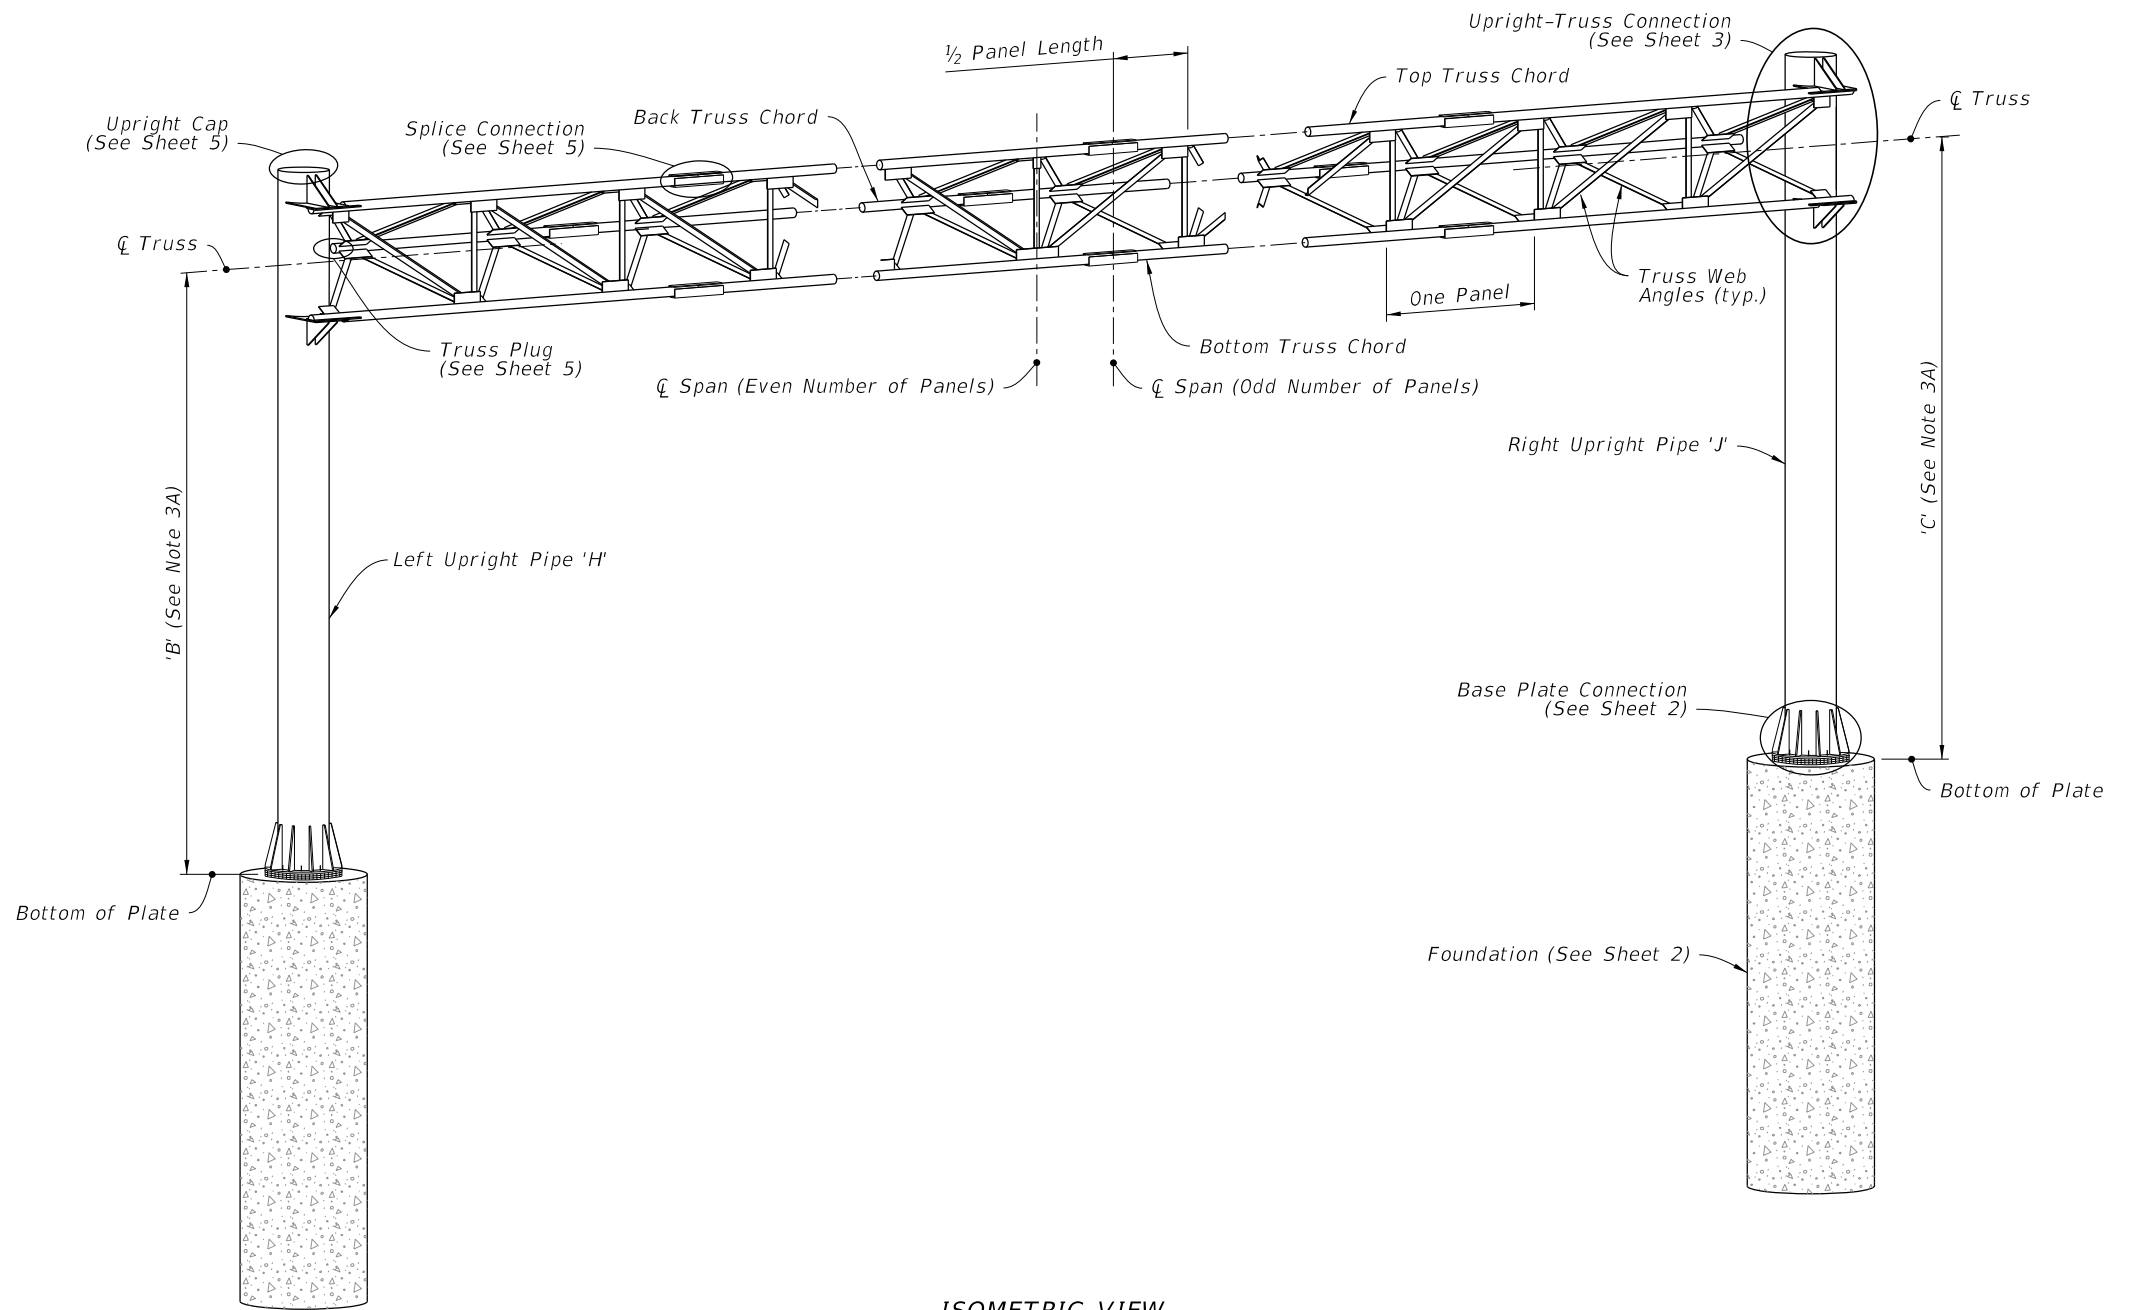 Upright-Truss Connection
(See Sheet 3)
½ Panel Length
Top Truss Chord
℄ Truss
Back Truss Chord
Upright Cap
(See Sheet 5)
Splice Connection
(See Sheet 5)
℄ Truss
Truss Web
Angles (typ.)
One Panel
Bottom Truss Chord
Truss Plug
(See Sheet 5)
℄ Span (Even Number of Panels)
℄ Span (Odd Number of Panels)
'C' (See Note 3A)
Right Upright Pipe 'J'
'B' (See Note 3A)
Left Upright Pipe 'H'
Base Plate Connection
(See Sheet 2)
Bottom of Plate
Bottom of Plate
Foundation (See Sheet 2)
ISOMETRIC VIEW